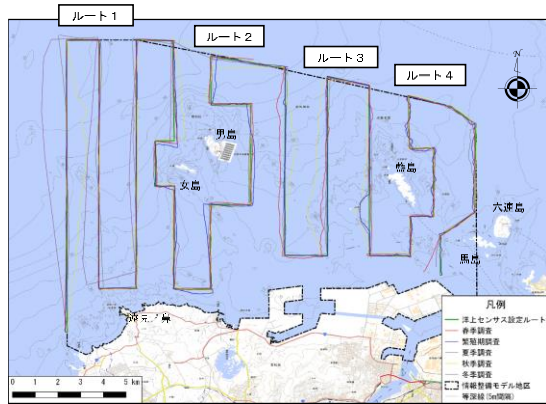 ルート1
ルート2
ルート3
ルート4
N
男島
女島
藍島
六連島
馬島
凡例
洋上センサス設定ルート
春季調査
繁殖期調査
夏季調査
秋季調査
冬季調査
情報整備モデル地区
等深線(5m間隔)
0 1 2 3 4 5 km